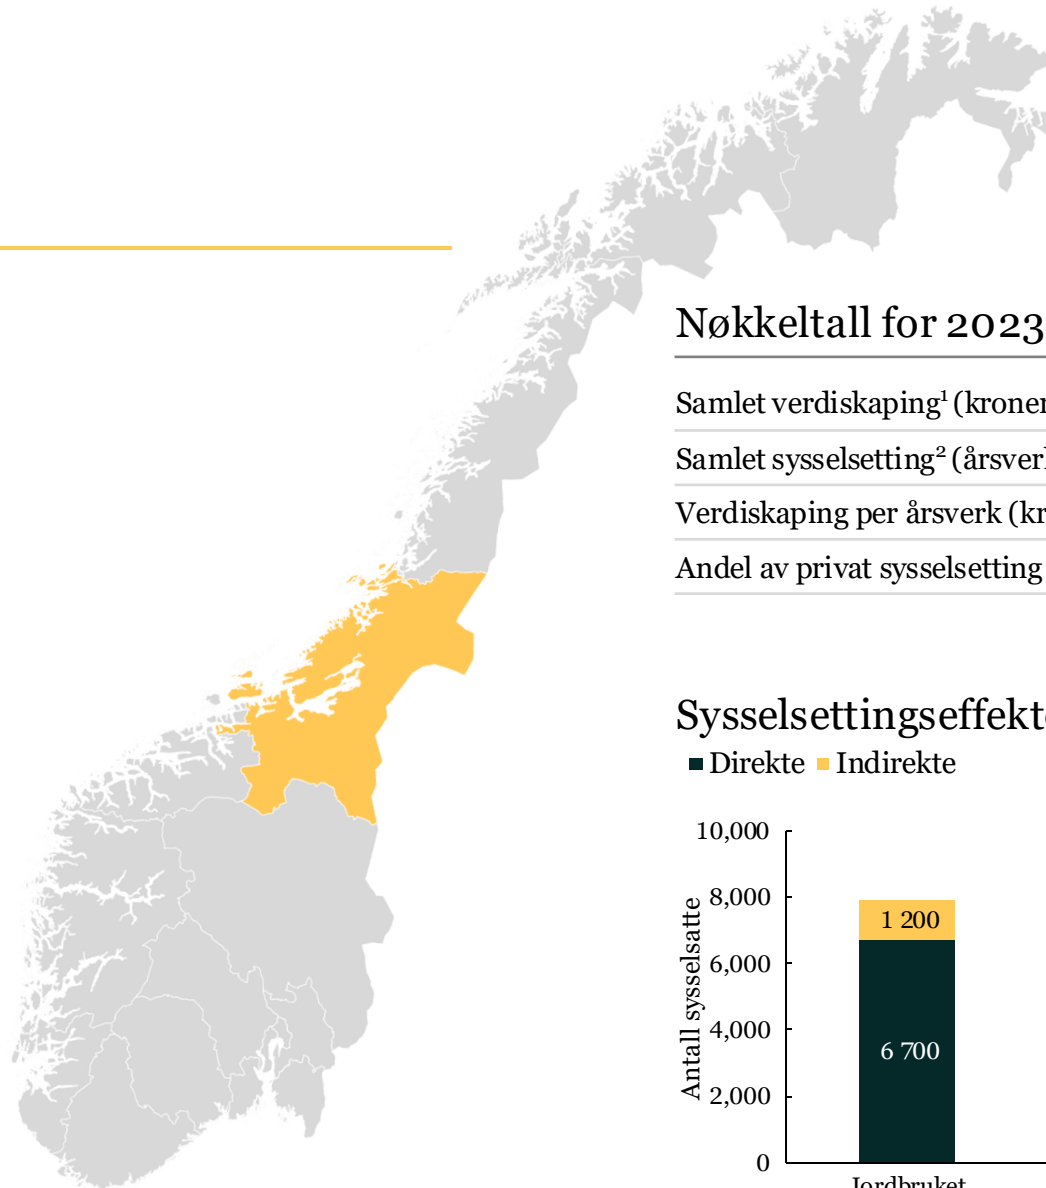 Nøkkeltall for 2023
Samlet verdiskaping¹ (kroner
Samlet sysselsetting² (årsverk
Verdiskaping per årsverk (kr
Andel av privat sysselsetting
Sysselsettingseffekte
Direkte Indirekte
Antall sysselsatte
10,000
8,000
6,000
4,000
2,000
0
1 200
6 700
Jordbruket